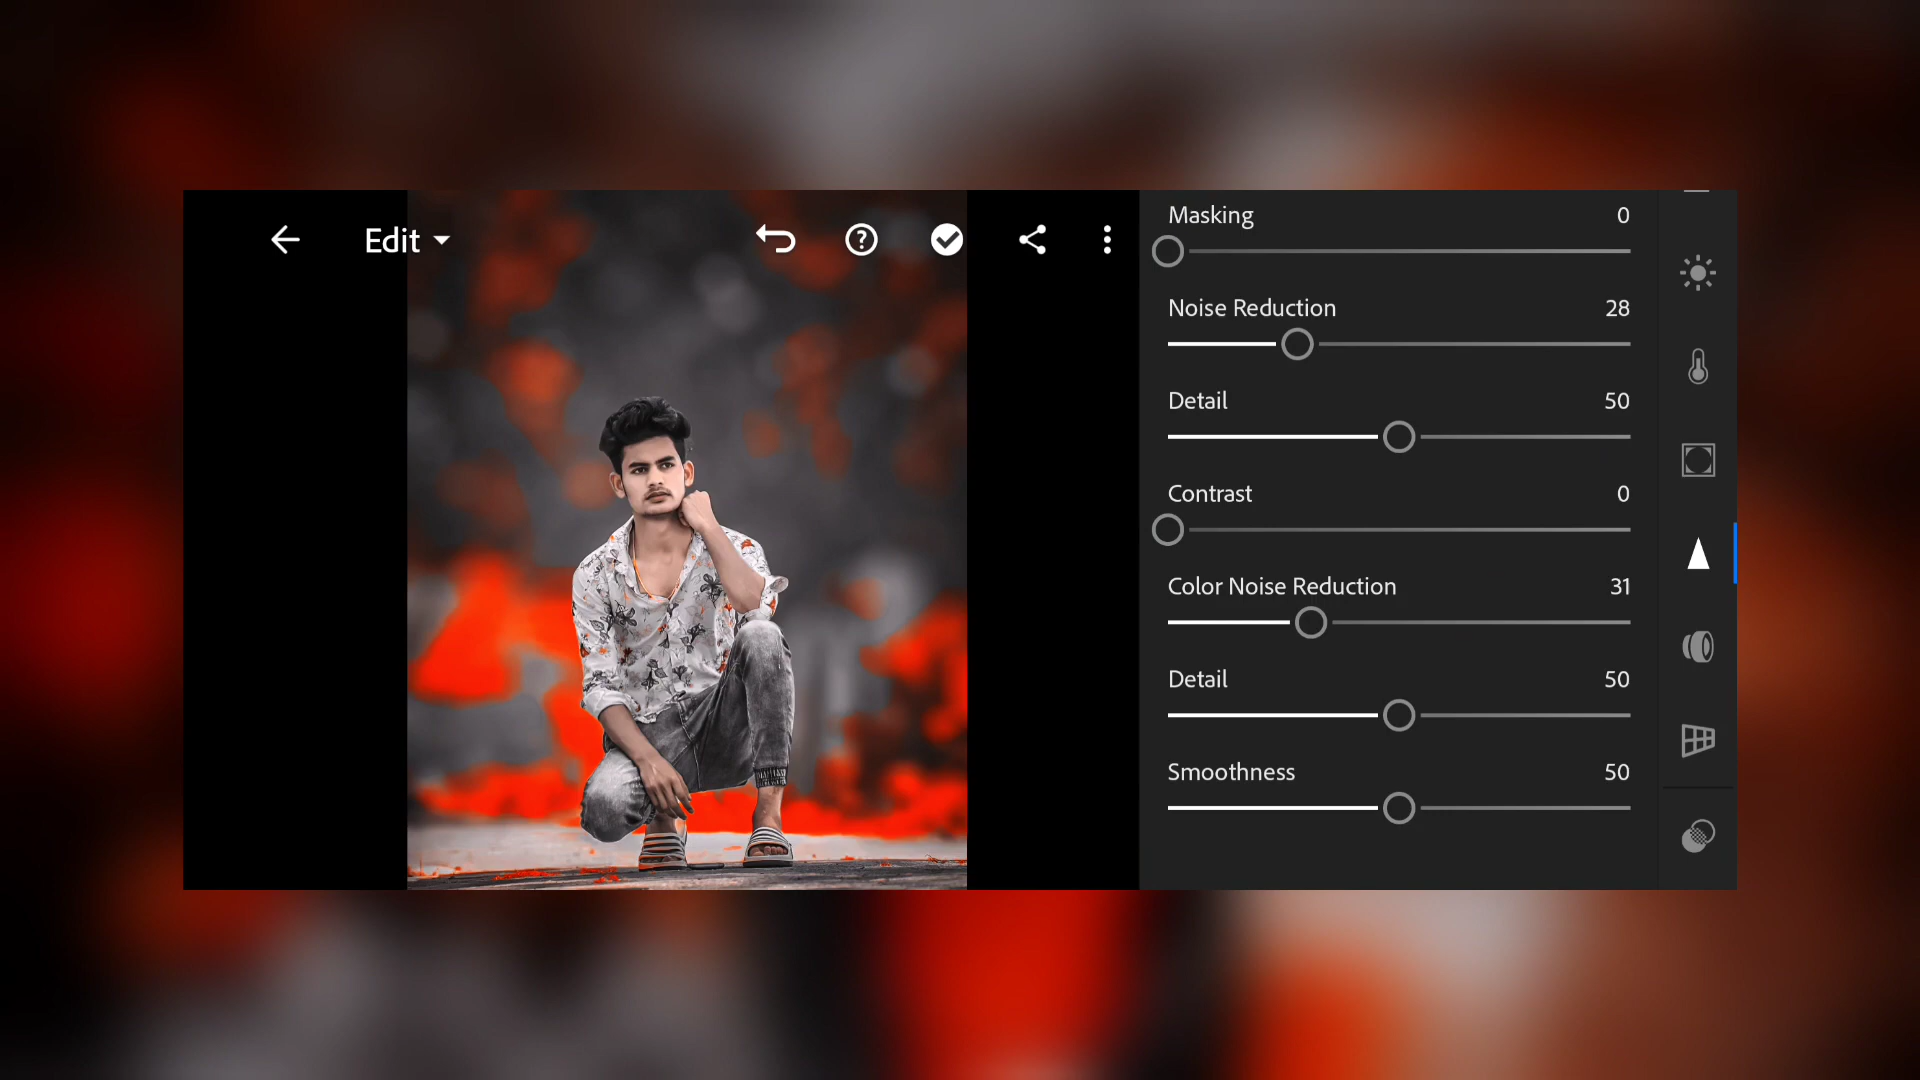 Edit
Masking 0
Noise Reduction 28
Detail 50
Contrast 0
Color Noise Reduction 31
Detail 50
Smoothness 50